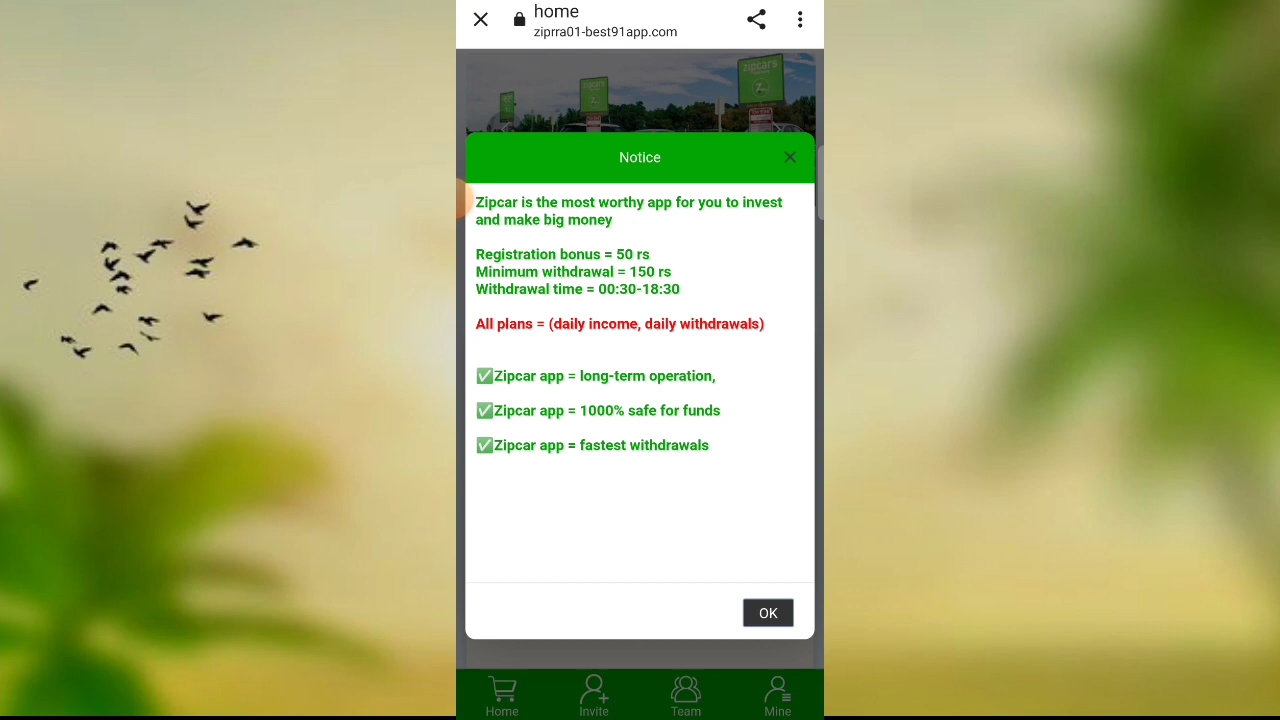 home
ziprra01-best91app.com
zipcars
Notice
Zipcar is the most worthy app for you to invest
and make big money
Registration bonus = 50 rs
Minimum withdrawal = 150 rs
Withdrawal time = 00:30-18:30
All plans = (daily income, daily withdrawals)
✅Zipcar app = long-term operation,
✅Zipcar app = 1000% safe for funds
✅Zipcar app = fastest withdrawals
OK
Home
Invite
Team
Mine